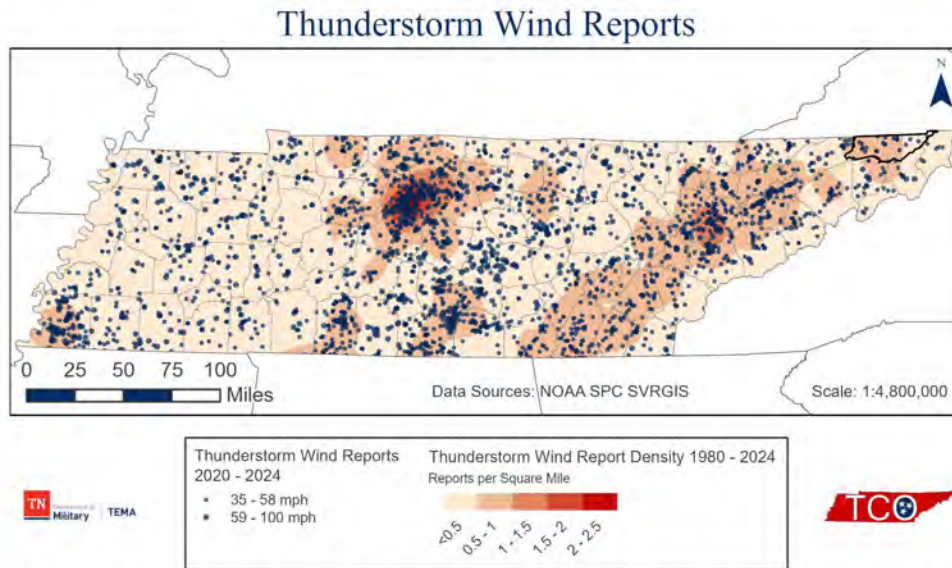 Thunderstorm Wind Reports
N
0 25 50 75 100
Miles
Data Sources: NOAA SPC SVRGIS
Scale: 1:4,800,000
Thunderstorm Wind Reports
2020 - 2024
35 - 58 mph
59 - 100 mph
Thunderstorm Wind Report Density 1980 - 2024
Reports per Square Mile
<0.5
0.5 - 1
1 - 1.5
1.5 - 2
2 - 2.5
TN
Department of
Military
TEMA
TCO